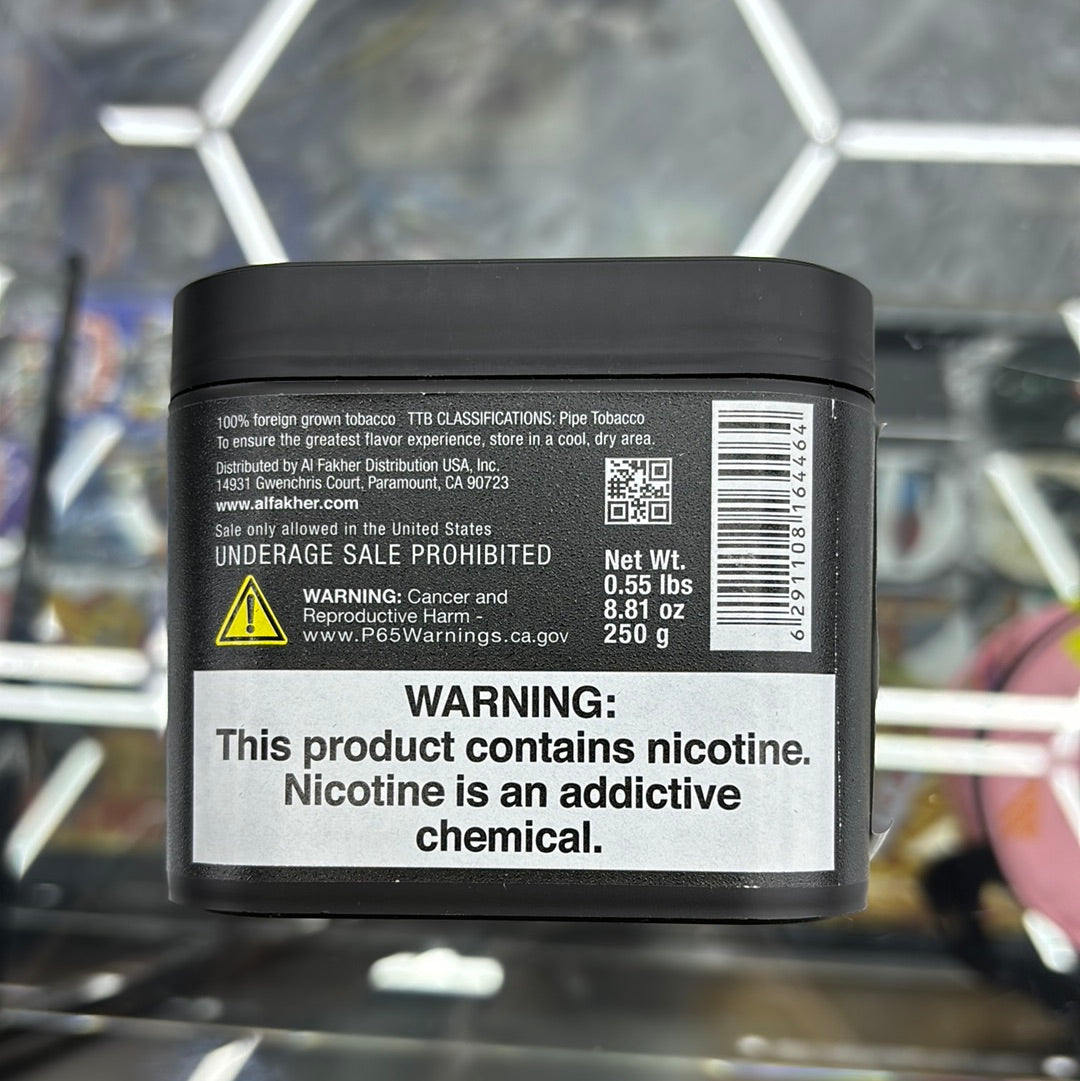 100% foreign grown tobacco TTB CLASSIFICATIONS: Pipe Tobacco
To ensure the greatest flavor experience, store in a cool, dry area.
Distributed by Al Fakher Distribution USA, Inc.
14931 Gwenchris Court, Paramount, CA 90723
www.alfakher.com
Sale only allowed in the United States
UNDERAGE SALE PROHIBITED
WARNING: Cancer and
Reproductive Harm -
www.P65Warnings.ca.gov
Net Wt.
0.55 lbs
8.81 oz
250 g
6 291108 164464
WARNING:
This product contains nicotine.
Nicotine is an addictive
chemical.